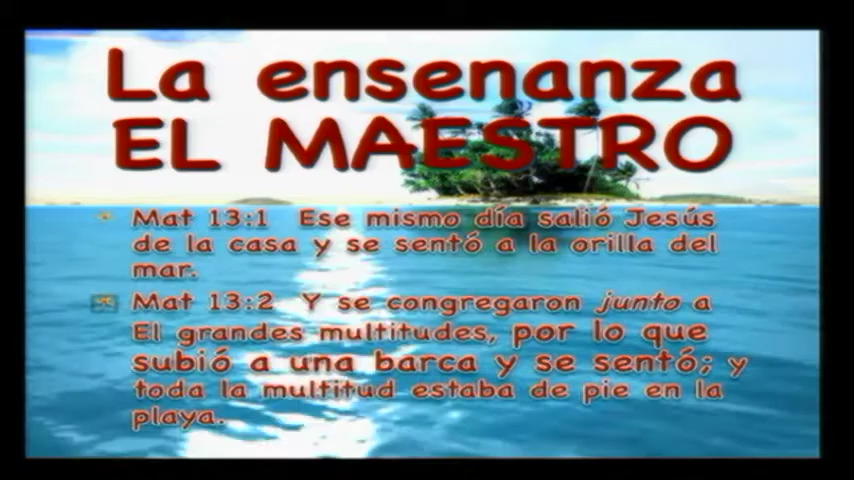 La ensenanza
EL MAESTRO
Mat 13:1 Ese mismo día salió Jesús
de la casa y se sentó a la orilla del
mar.
Mat 13:2 Y se congregaron junto a
El grandes multitudes, por lo que
subió a una barca y se sentó; y
toda la multitud estaba de pie en la
playa.